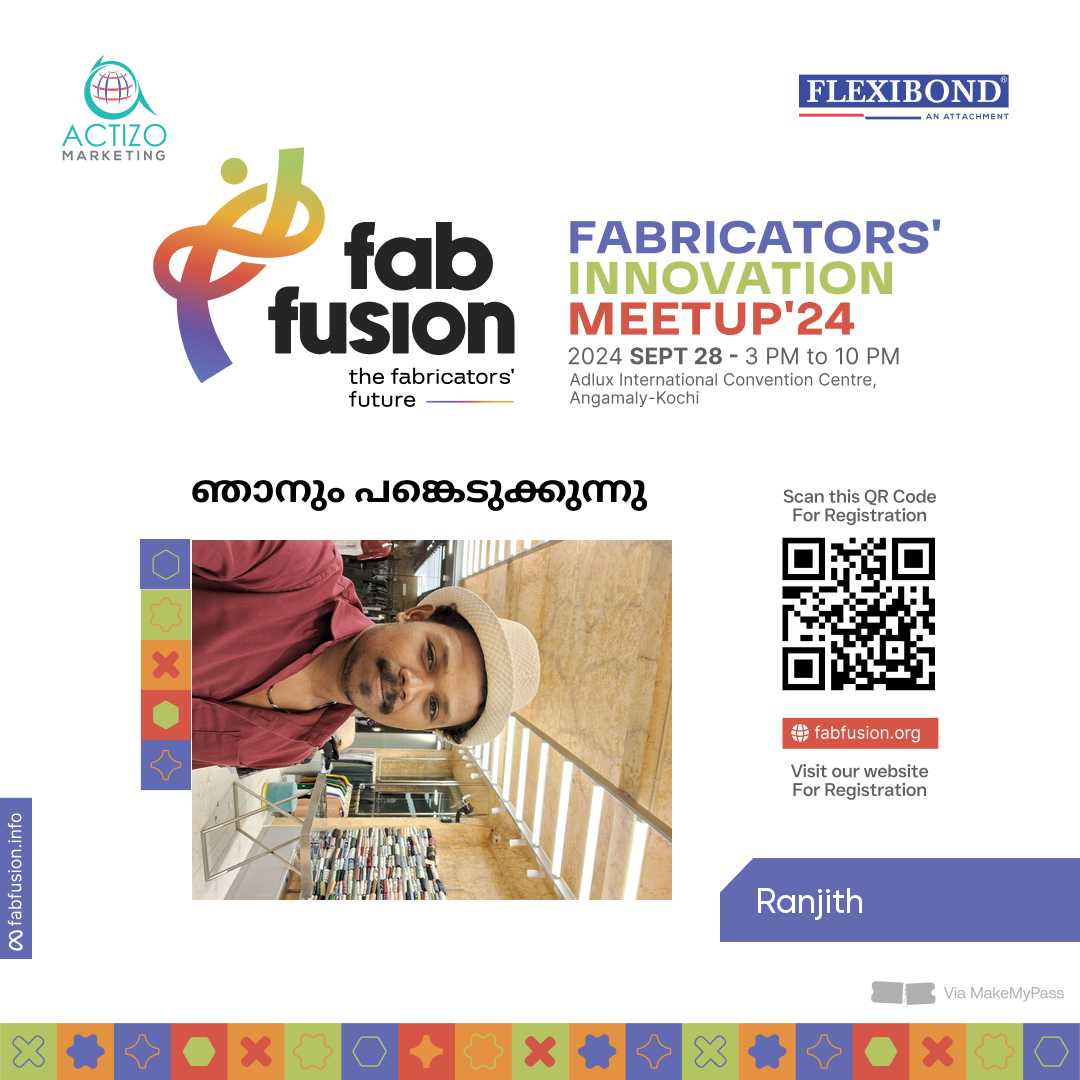 ACTIZO
MARKETING
FLEXIBOND®
AN ATTACHMENT
fab
fusion
the fabricators'
future
FABRICATORS'
INNOVATION
MEETUP'24
2024 SEPT 28 - 3 PM to 10 PM
Adlux International Convention Centre,
Angamaly-Kochi
ഞാനും പങ്കെടുക്കുന്നു
Scan this QR Code
For Registration
fabfusion.org
Visit our website
For Registration
fabfusion.info
Ranjith
Via MakeMyPass